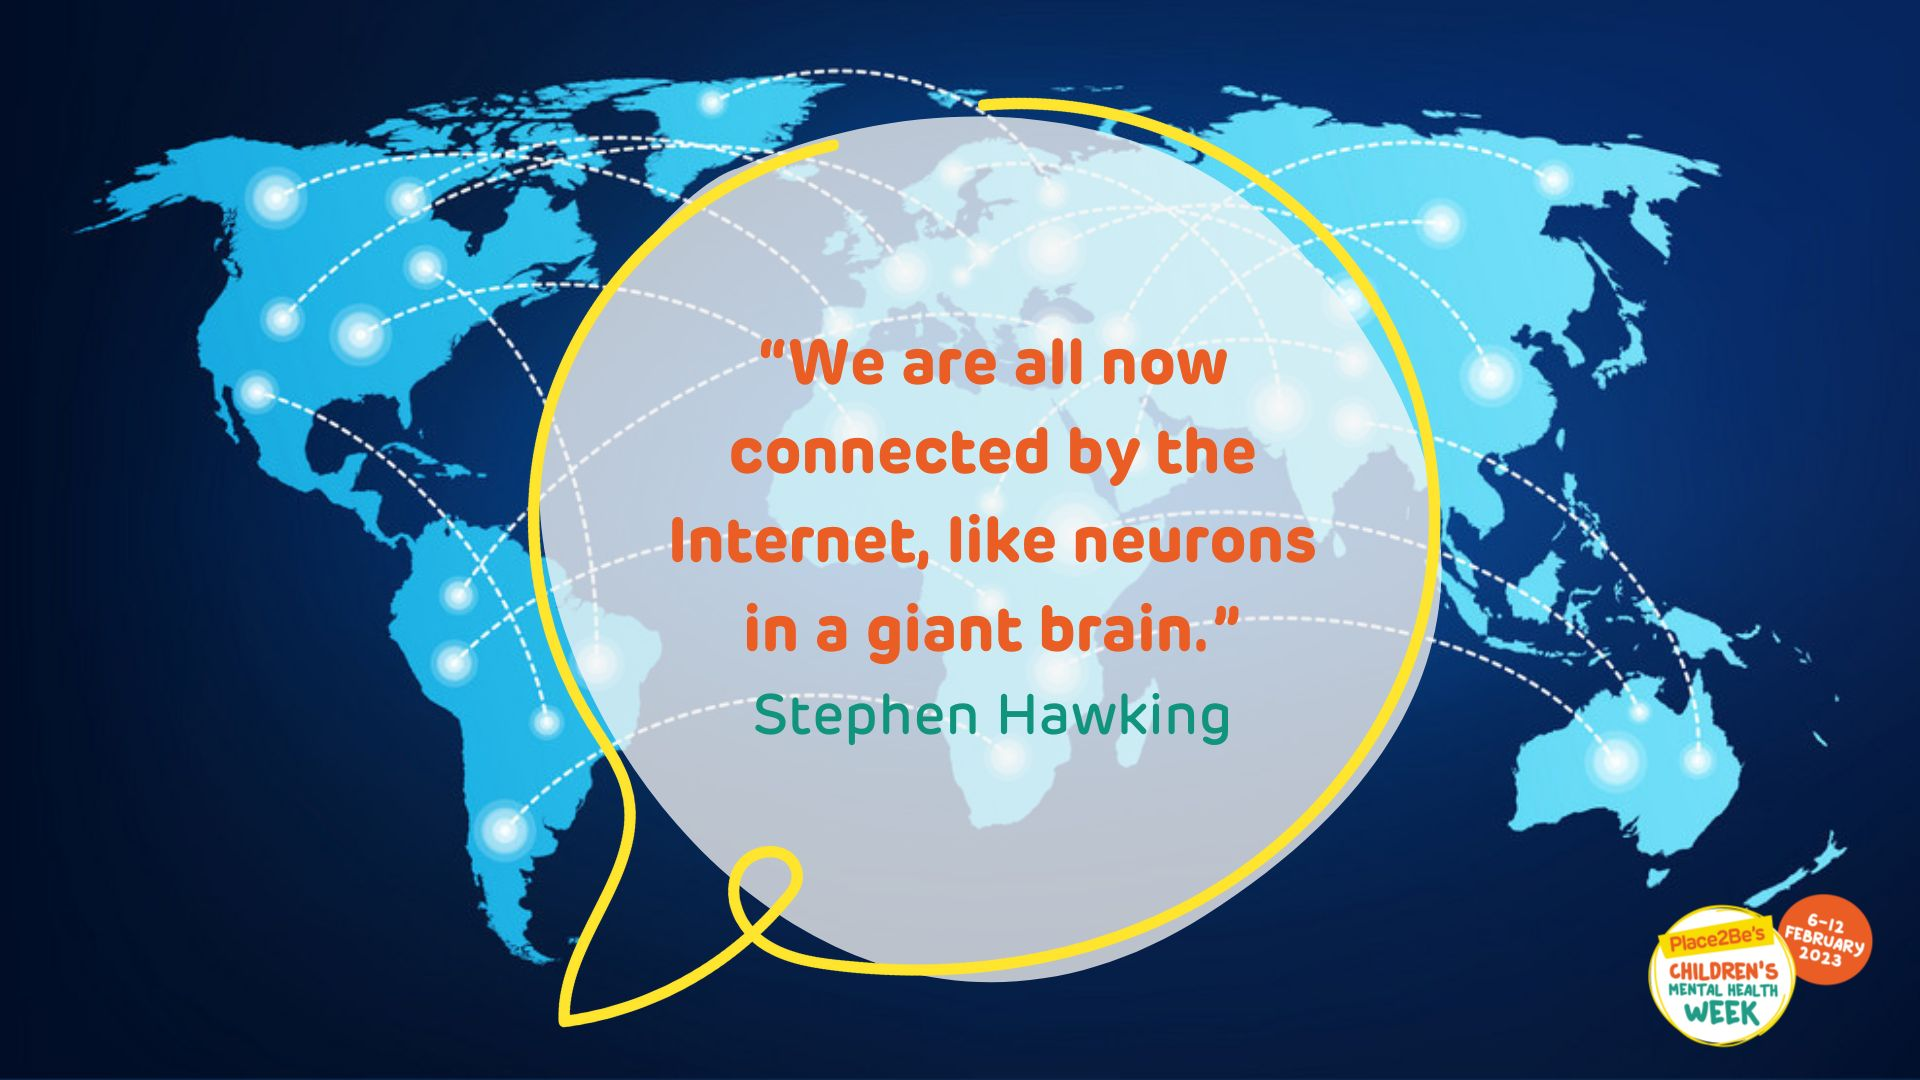 “We are all now
connected by the
Internet, like neurons
in a giant brain.”
Stephen Hawking
Place2Be's
CHILDREN'S
MENTAL HEALTH
WEEK
6-12
FEBRUARY
2023